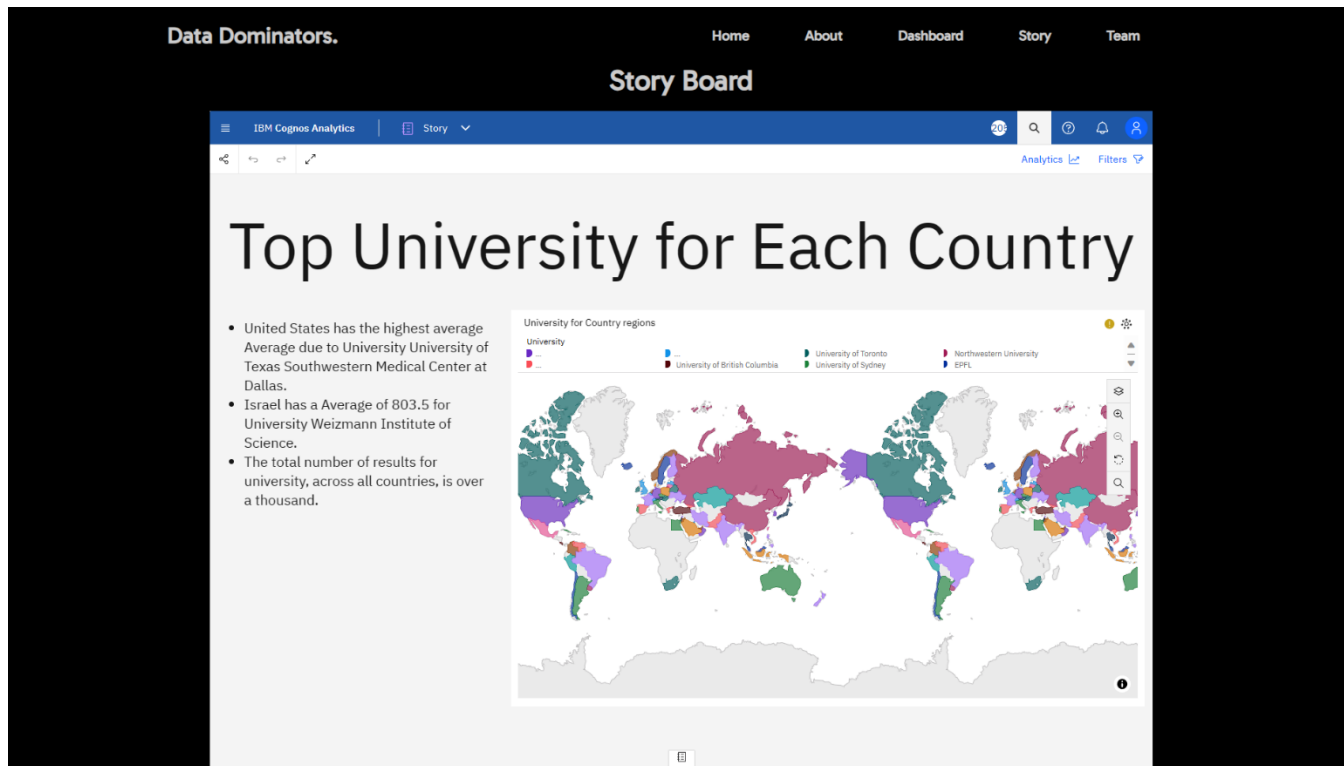 Data Dominators.
Home About Dashboard Story Team
Story Board
IBM Cognos Analytics Story
Analytics Filters
Top University for Each Country
• United States has the highest average
Average due to University University of
Texas Southwestern Medical Center at
Dallas.
• Israel has a Average of 803.5 for
University Weizmann Institute of
Science.
• The total number of results for
university, across all countries, is over
a thousand.
University for Country regions
University
... ... University of Toronto Northwestern University
... University of British Columbia University of Sydney EPFL